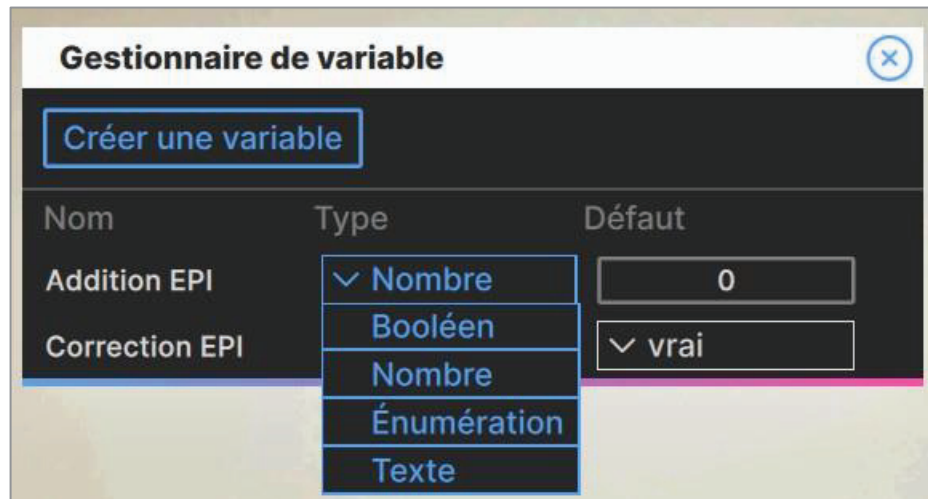 Gestionnaire de variable
Créer une variable
Nom Type Défaut
Addition EPI Nombre 0
Booléen
Correction EPI vrai
Nombre
Énumération
Texte